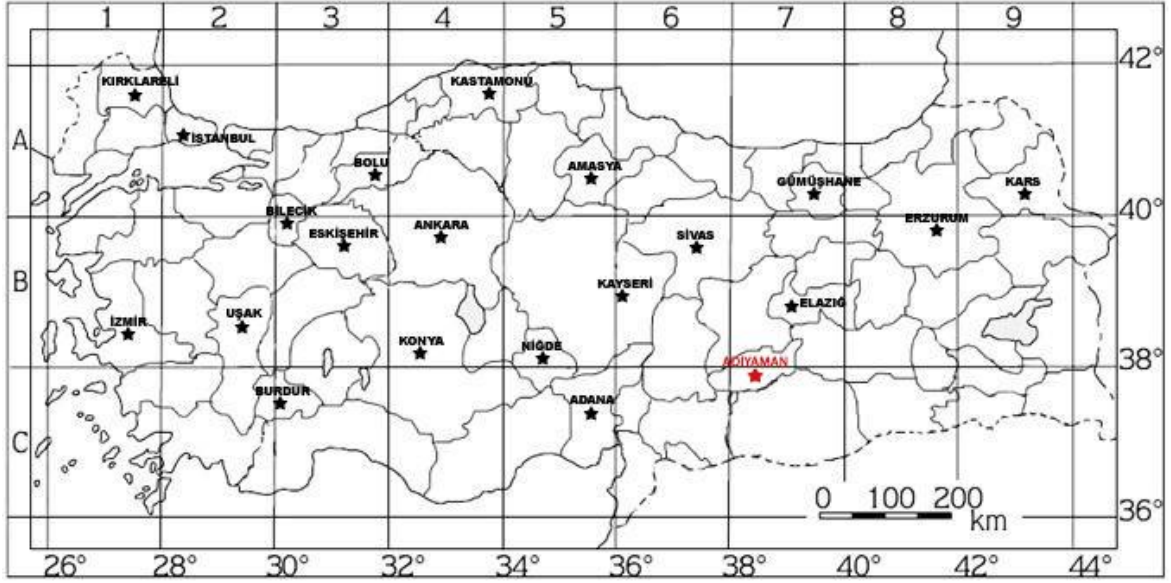 1 2 3 4 5 6 7 8 9
42°
KIRKLARELİ
KASTAMONU
İSTANBUL
A
BOLU
AMASYA
GÜMÜŞHANE
KARS
40°
BİLECİK
ERZURUM
ANKARA
ESKİŞEHİR
SİVAS
B
KAYSERİ
ELAZIĞ
UŞAK
İZMİR
KONYA
NİĞDE
38°
ADIYAMAN
BURDUR
ADANA
C
0 100 200
km
36°
26° 28° 30° 32° 34° 36° 38° 40° 42° 44°